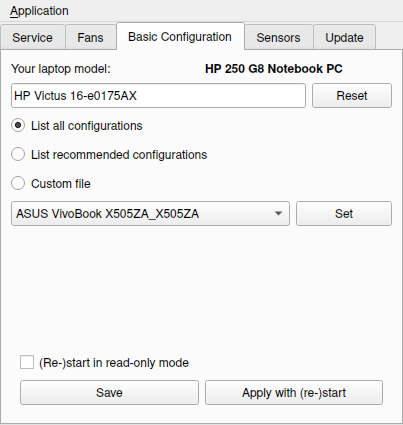 Application
Service Fans Basic Configuration Sensors Update
Your laptop model: HP 250 G8 Notebook PC
HP Victus 16-e0175AX Reset
List all configurations
List recommended configurations
Custom file
ASUS VivoBook X505ZA_X505ZA Set
(Re-)start in read-only mode
Save Apply with (re-)start